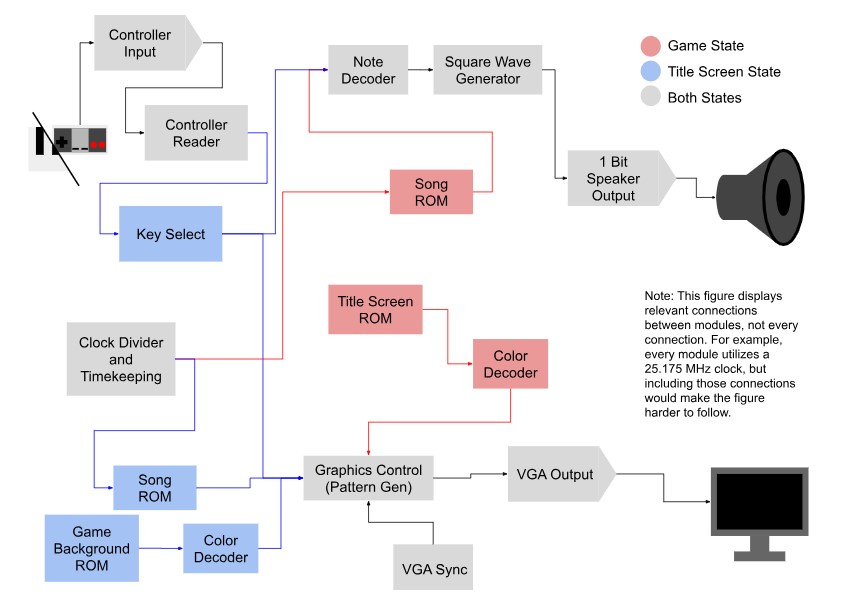 Controller
Input
Note
Decoder
Square Wave
Generator
Game State
Title Screen State
Both States
Controller
Reader
1 Bit
Speaker
Output
Song
ROM
Key Select
Title Screen
ROM
Note: This figure displays
relevant connections
between modules, not every
connection. For example,
every module utilizes a
25.175 MHz clock, but
including those connections
would make the figure
harder to follow.
Clock Divider
and
Timekeeping
Color
Decoder
Graphics Control
(Pattern Gen)
VGA Output
Song
ROM
Game
Background
ROM
Color
Decoder
VGA Sync